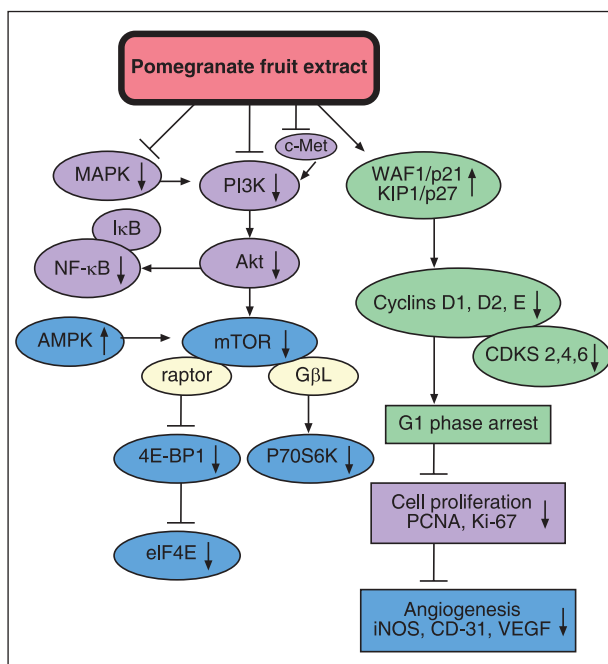 Pomegranate fruit extract
c-Met
MAPK
PI3K
WAF1/p21
KIP1/p27
IκB
NF-κB
Akt
Cyclins D1, D2, E
AMPK
mTOR
CDKS 2,4,6
raptor
GβL
G1 phase arrest
4E-BP1
P70S6K
Cell proliferation
PCNA, Ki-67
eIF4E
Angiogenesis
iNOS, CD-31, VEGF